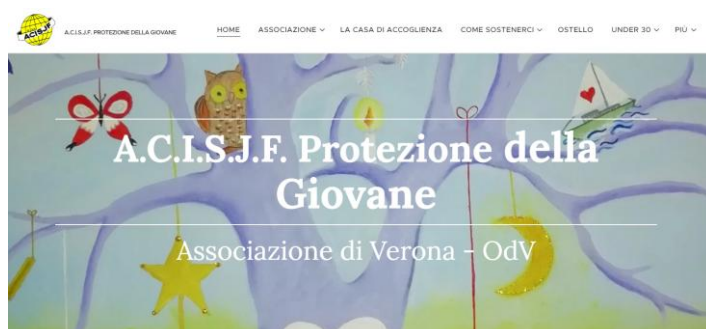 ACISJF
A.C.I.S.J.F. PROTEZIONE DELLA GIOVANE
HOME ASSOCIAZIONE LA CASA DI ACCOGLIENZA COME SOSTENERCI OSTELLO UNDER 30 PIÙ
A.C.I.S.J.F. Protezione della
Giovane
Associazione di Verona - OdV